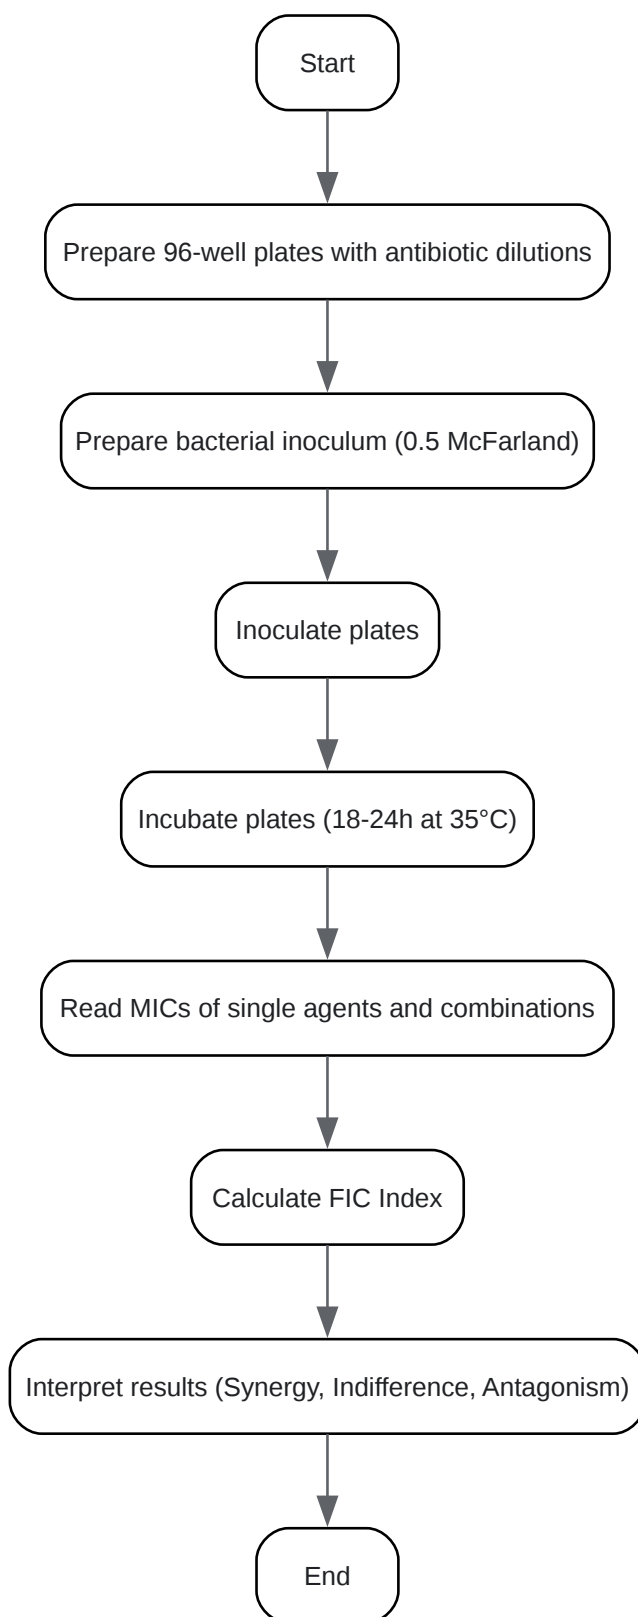 Start
Prepare 96-well plates with antibiotic dilutions
Prepare bacterial inoculum (0.5 McFarland)
Inoculate plates
Incubate plates (18-24h at 35°C)
Read MICs of single agents and combinations
Calculate FIC Index
Interpret results (Synergy, Indifference, Antagonism)
End